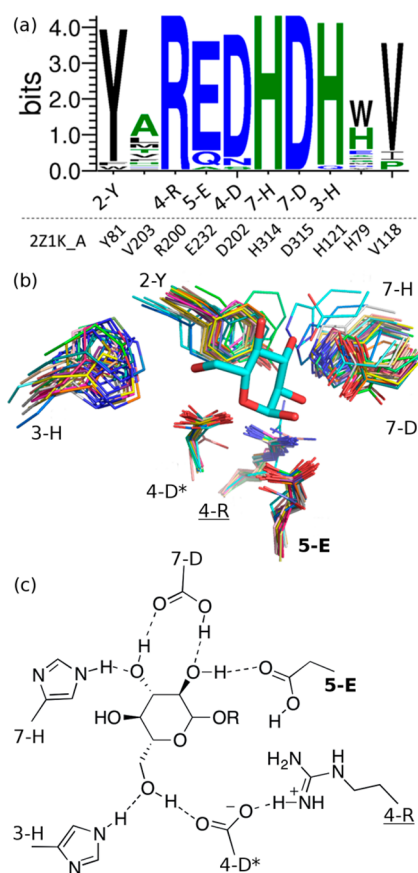 (a)
bits
4.0
3.0
2.0
1.0
0.0
Y A R E D H D H W Y
M Q N H I
T P
V
2-Y 4-R 5-E 4-D 7-H 7-D 3-H
2Z1K_A Y81 V203 R200 E232 D202 H314 D315 H121 H79 V118
(b)
2-Y
7-H
3-H
7-D
4-D*
4-R
5-E
(c)
7-D
O O
H H
N N H O O H O
7-H
HO O OR
O
H
5-E
O
H H
H₂N N H
O⁻ H-NH +
3-H
N N
O
4-D*
4-R